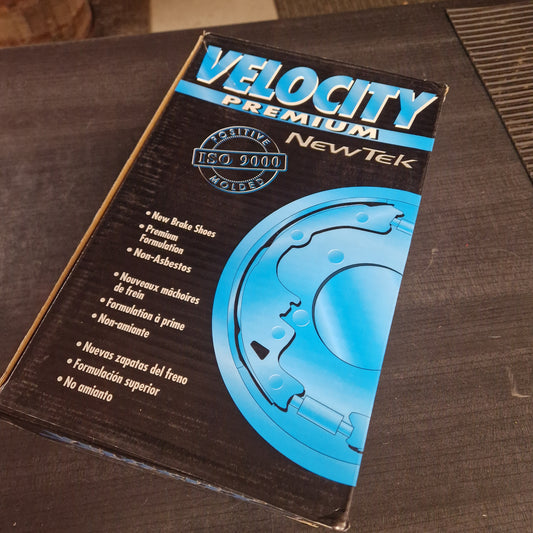 VELOCITY
PREMIUM
NEWTEK
POSITIVE
ISO 9000
MOLDED
• New Brake Shoes
• Premium
Formulation
• Non-Asbestos
• Nouveaux mâchoires
de frein
• Formulation à prime
• Non-amiante
• Nuevas zapatas del freno
• Formulación superior
• No amianto